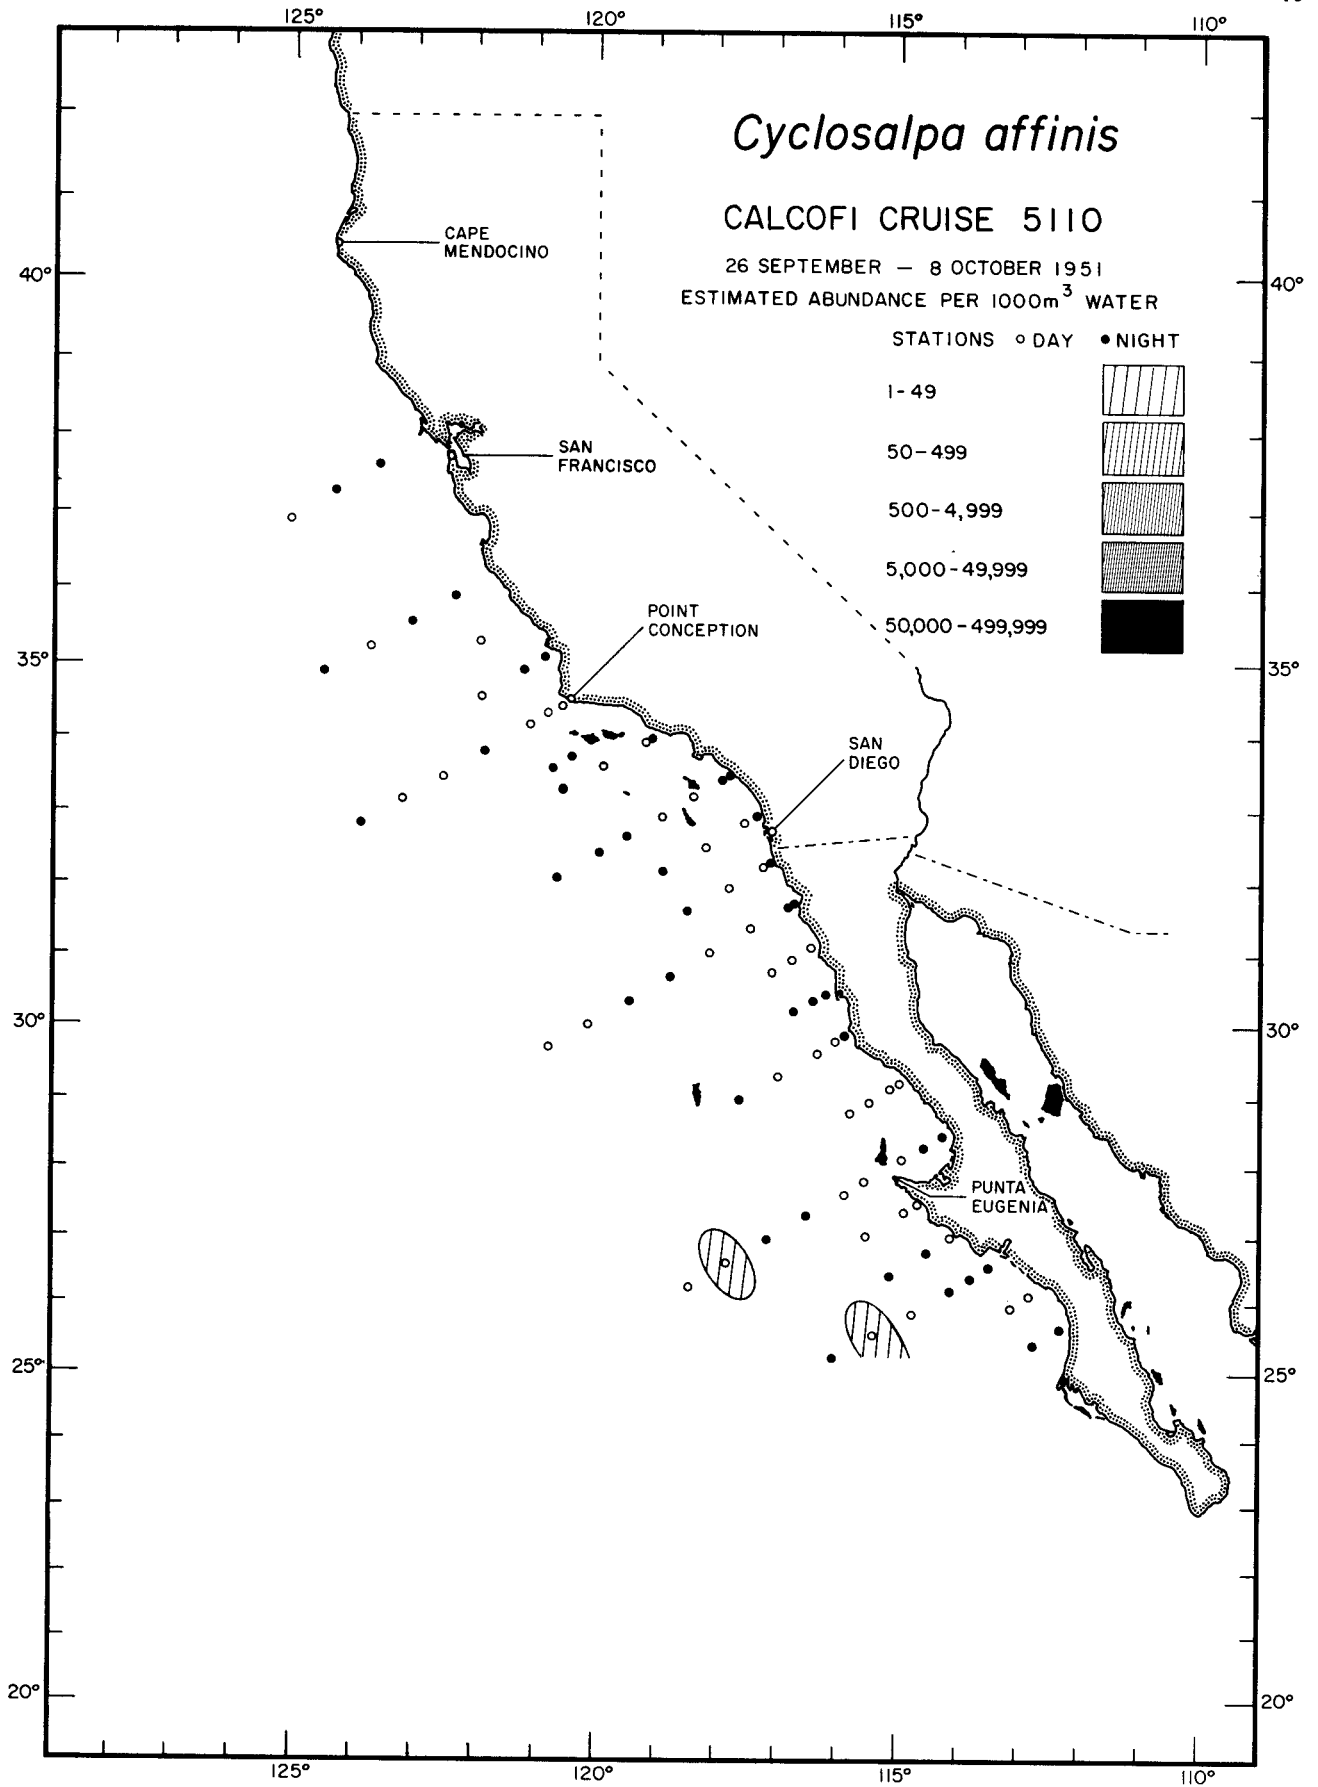 125° 120° 115° 110°
Cyclosalpa affinis
CALCOFI CRUISE 5110
26 SEPTEMBER — 8 OCTOBER 1951
ESTIMATED ABUNDANCE PER 1000m³ WATER
STATIONS ○ DAY ● NIGHT
1-49
50-499
500-4,999
5,000-49,999
50,000-499,999
CAPE
MENDOCINO
40° 40°
SAN
FRANCISCO
POINT
CONCEPTION
35° 35°
SAN
DIEGO
30° 30°
PUNTA
EUGENIA
25° 25°
20° 20°
125° 120° 115° 110°